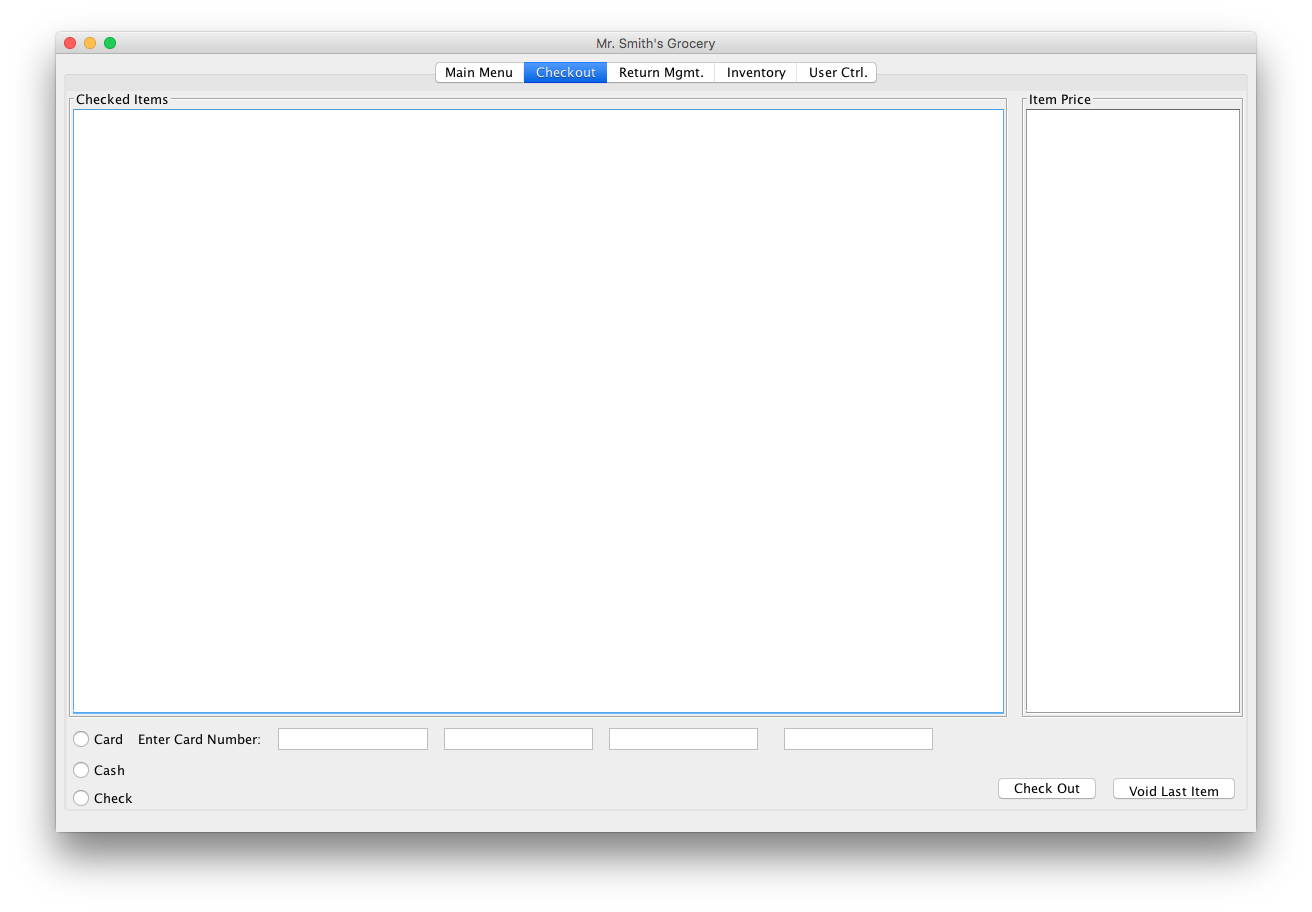 Mr. Smith's Grocery
Main Menu Checkout Return Mgmt. Inventory User Ctrl.
Checked Items Item Price
Card Enter Card Number:
Cash
Check
Check Out Void Last Item